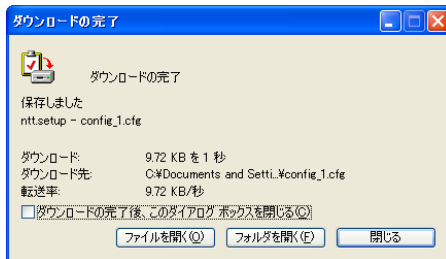 ダウンロードの完了
ダウンロードの完了
保存しました
ntt.setup - config_1.cfg
ダウンロード: 9.72 KB を 1 秒
ダウンロード先: C:¥Documents and Setti...¥config_1.cfg
転送率: 9.72 KB/秒
ダウンロードの完了後、このダイアログ ボックスを閉じる(C)
ファイルを開く(O) フォルダを開く(F) 閉じる